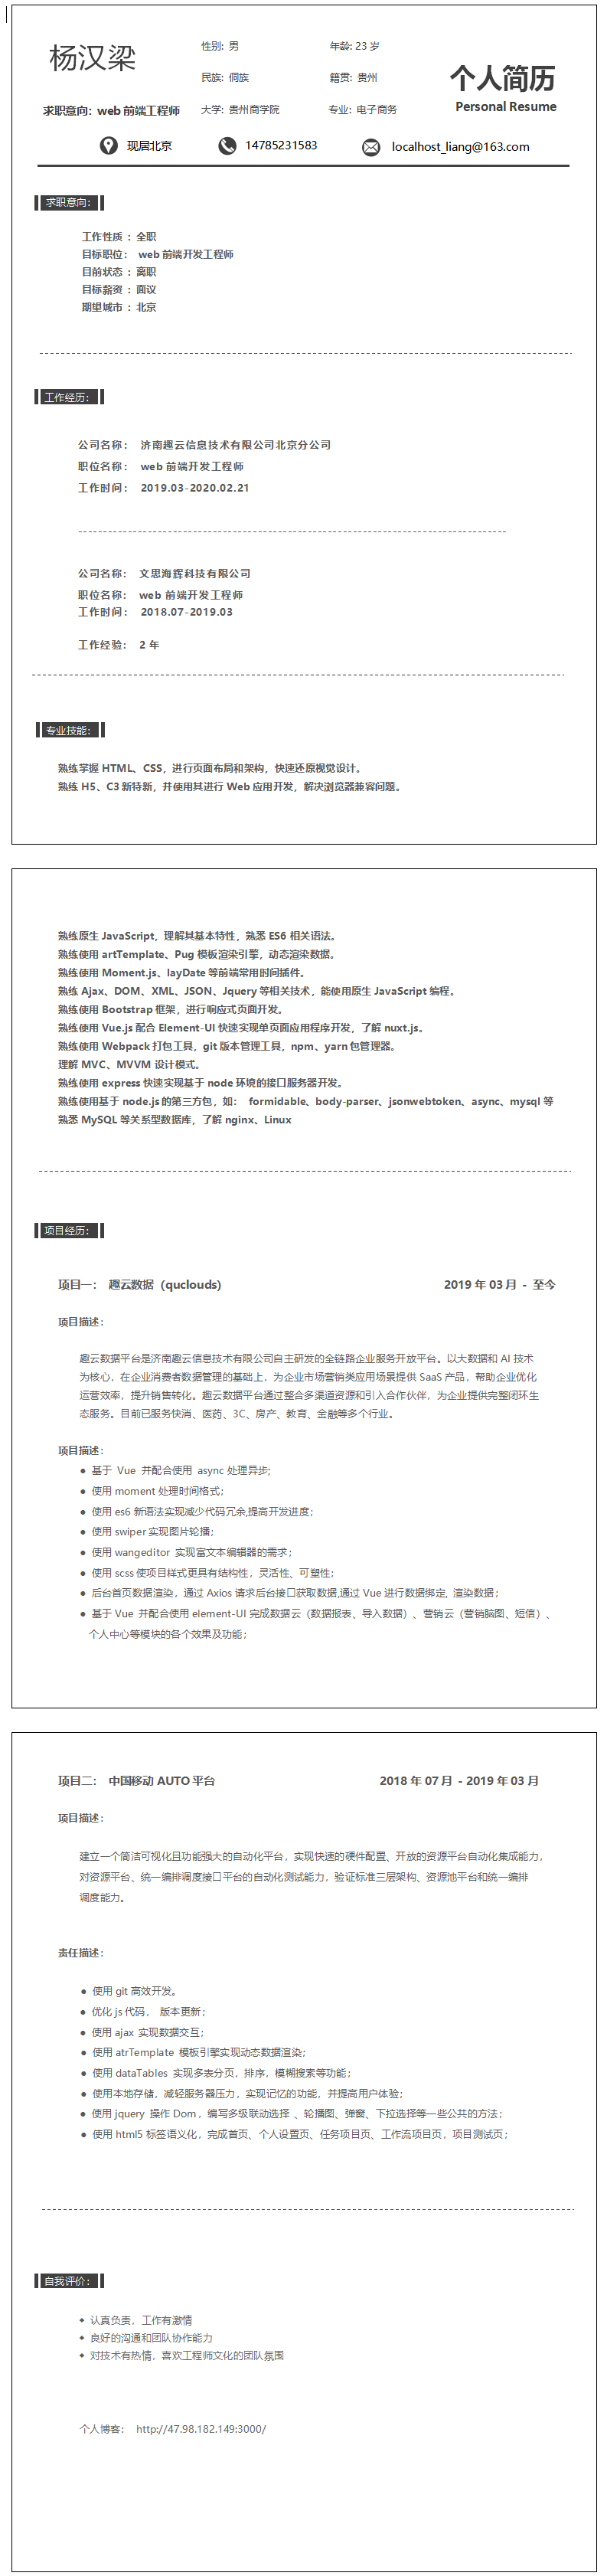 杨汉梁
性别: 男
年龄: 23 岁
民族: 侗族
籍贯: 贵州
求职意向: web 前端工程师
大学: 贵州商学院
专业: 电子商务
个人简历
Personal Resume
现居北京
14785231583
localhost_liang@163.com
求职意向:
工作性质 : 全职
目标职位: web 前端开发工程师
目前状态 : 离职
目标薪资 : 面议
期望城市 : 北京
工作经历:
公司名称: 济南趣云信息技术有限公司北京分公司
职位名称: web 前端开发工程师
工作时间: 2019.03-2020.02.21
公司名称: 文思海辉科技有限公司
职位名称: web 前端开发工程师
工作时间: 2018.07-2019.03
工作经验: 2 年
专业技能:
熟练掌握 HTML、CSS，进行页面布局和架构，快速还原视觉设计。
熟练 H5、C3 新特新，并使用其进行 Web 应用开发，解决浏览器兼容问题。
熟练原生 JavaScript，理解其基本特性，熟悉 ES6 相关语法。
熟练使用 artTemplate、Pug 模板渲染引擎，动态渲染数据。
熟练使用 Moment.js、layDate 等前端常用时间插件。
熟练 Ajax、DOM、XML、JSON、Jquery 等相关技术，能使用原生 JavaScript 编程。
熟练使用 Bootstrap 框架，进行响应式页面开发。
熟练使用 Vue.js 配合 Element-UI 快速实现单页面应用程序开发，了解 nuxt.js。
熟练使用 Webpack 打包工具，git 版本管理工具，npm、yarn 包管理器。
理解 MVC、MVVM 设计模式。
熟练使用 express 快速实现基于 node 环境的接口服务器开发。
熟练使用基于 node.js 的第三方包，如: formidable、body-parser、jsonwebtoken、async、mysql 等
熟悉 MySQL 等关系型数据库，了解 nginx、Linux
项目经历:
项目一: 趣云数据 (quclouds) 2019 年 03 月 - 至今
项目描述:
趣云数据平台是济南趣云信息技术有限公司自主研发的全链路企业服务开放平台。以大数据和 AI 技术
为核心，在企业消费者数据管理的基础上，为企业市场营销类应用场景提供 SaaS 产品，帮助企业优化
运营效率，提升销售转化。趣云数据平台通过整合多渠道资源和引入合作伙伴，为企业提供完整闭环生
态服务。目前已服务快消、医药、3C、房产、教育、金融等多个行业。
项目描述:
● 基于 Vue 并配合使用 async 处理异步;
● 使用 moment 处理时间格式;
● 使用 es6 新语法实现减少代码冗余,提高开发进度;
● 使用 swiper 实现图片轮播;
● 使用 wangeditor 实现富文本编辑器的需求;
● 使用 scss 使项目样式更具有结构性，灵活性、可塑性;
● 后台首页数据渲染，通过 Axios 请求后台接口获取数据,通过 Vue 进行数据绑定, 渲染数据;
● 基于 Vue 并配合使用 element-UI 完成数据云（数据报表、导入数据）、营销云（营销脑图、短信）、
个人中心等模块的各个效果及功能;
项目二: 中国移动 AUTO 平台 2018 年 07 月 - 2019 年 03 月
项目描述:
建立一个简洁可视化且功能强大的自动化平台，实现快速的硬件配置、开放的资源平台自动化集成能力，
对资源平台、统一编排调度接口平台的自动化测试能力，验证标准三层架构、资源池平台和统一编排
调度能力。
责任描述:
● 使用 git 高效开发。
● 优化 js 代码， 版本更新;
● 使用 ajax 实现数据交互;
● 使用 atrTemplate 模板引擎实现动态数据渲染;
● 使用 dataTables 实现多表分页，排序，模糊搜索等功能;
● 使用本地存储，减轻服务器压力，实现记忆的功能，并提高用户体验;
● 使用 jquery 操作 Dom，编写多级联动选择 、轮播图、弹窗、下拉选择等一些公共的方法;
● 使用 html5 标签语义化，完成首页、个人设置页、任务项目页、工作流项目页，项目测试页;
自我评价:
◆ 认真负责，工作有激情
◆ 良好的沟通和团队协作能力
◆ 对技术有热情，喜欢工程师文化的团队氛围
个人博客: http://47.98.182.149:3000/